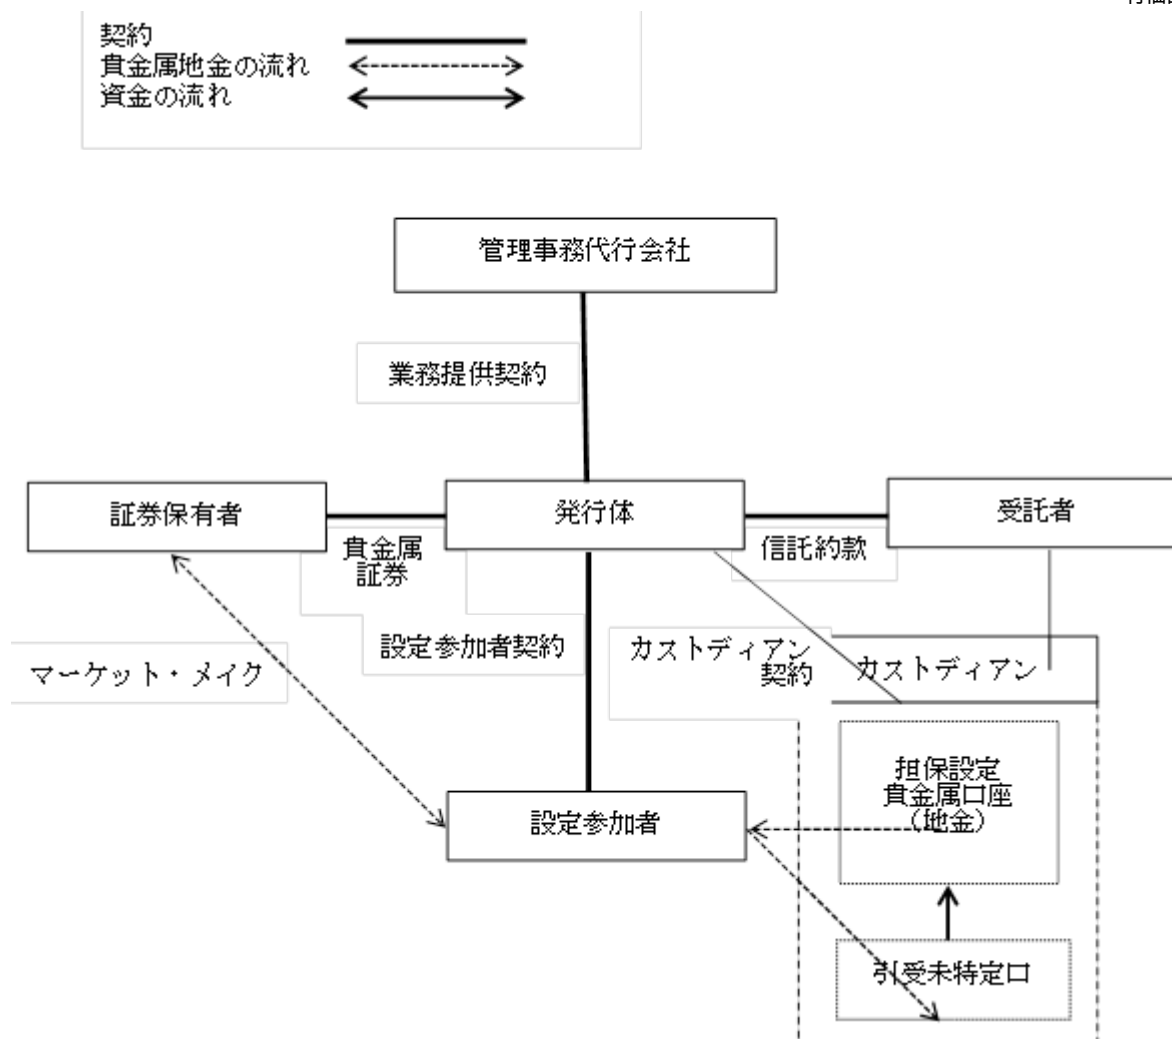 契約
貴金属地金の流れ
資金の流れ
管理事務代行会社
業務提供契約
証券保有者
発行体
受託者
貴金属
証券
信託約款
設定参加者契約
カストディアン
契約
カストディアン
マーケット・メイク
担保設定
貴金属口座
（地金）
設定参加者
引受未特定口